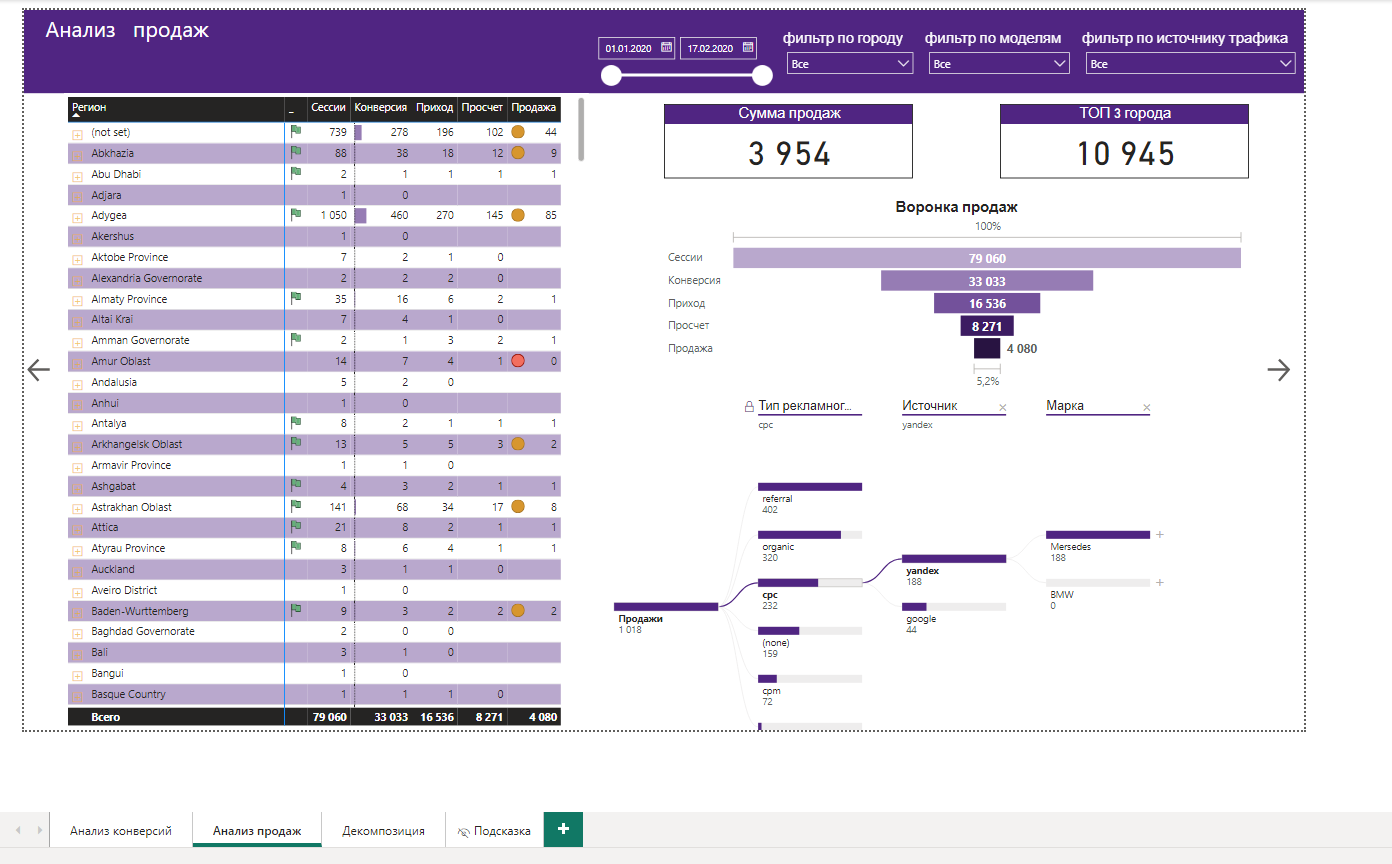 Анализ продаж
01.01.2020 17.02.2020
фильтр по городу фильтр по моделям фильтр по источнику трафика
Все Все Все
Регион _ Сессии Конверсия Приход Просчет Продажа
(not set) 739 278 196 102 44
Abkhazia 88 38 18 12 9
Abu Dhabi 2 1 1 1 1
Adjara 1 0
Adygea 1 050 460 270 145 85
Akershus 1 0
Aktobe Province 7 2 1 0
Alexandria Governorate 2 2 2 0
Almaty Province 35 16 6 2 1
Altai Krai 7 4 1 0
Amman Governorate 2 1 3 2 1
Amur Oblast 14 7 4 1 0
Andalusia 5 2 0
Anhui 1 0
Antalya 8 2 1 1 1
Arkhangelsk Oblast 13 5 5 3 2
Armavir Province 1 1 0
Ashgabat 4 3 2 1 1
Astrakhan Oblast 141 68 34 17 8
Attica 21 8 2 1 1
Atyrau Province 8 6 4 1 1
Auckland 3 1 1 0
Aveiro District 1 0
Baden-Wurttemberg 9 3 2 2 2
Baghdad Governorate 2 0 0
Bali 3 1 0
Bangui 1 0
Basque Country 1 1 1 0
Всего 79 060 33 033 16 536 8 271 4 080
Сумма продаж
3 954
ТОП 3 города
10 945
Воронка продаж
100%
Сессии 79 060
Конверсия 33 033
Приход 16 536
Просчет 8 271
Продажа 4 080
5,2%
Тип рекламног... Источник Марка
cpc yandex
Продажи
1 018
referral
402
organic
320
cpc
232
(none)
159
cpm
72
yandex
188
google
44
Mersedes
188
BMW
0
Анализ конверсий Анализ продаж Декомпозиция Подсказка